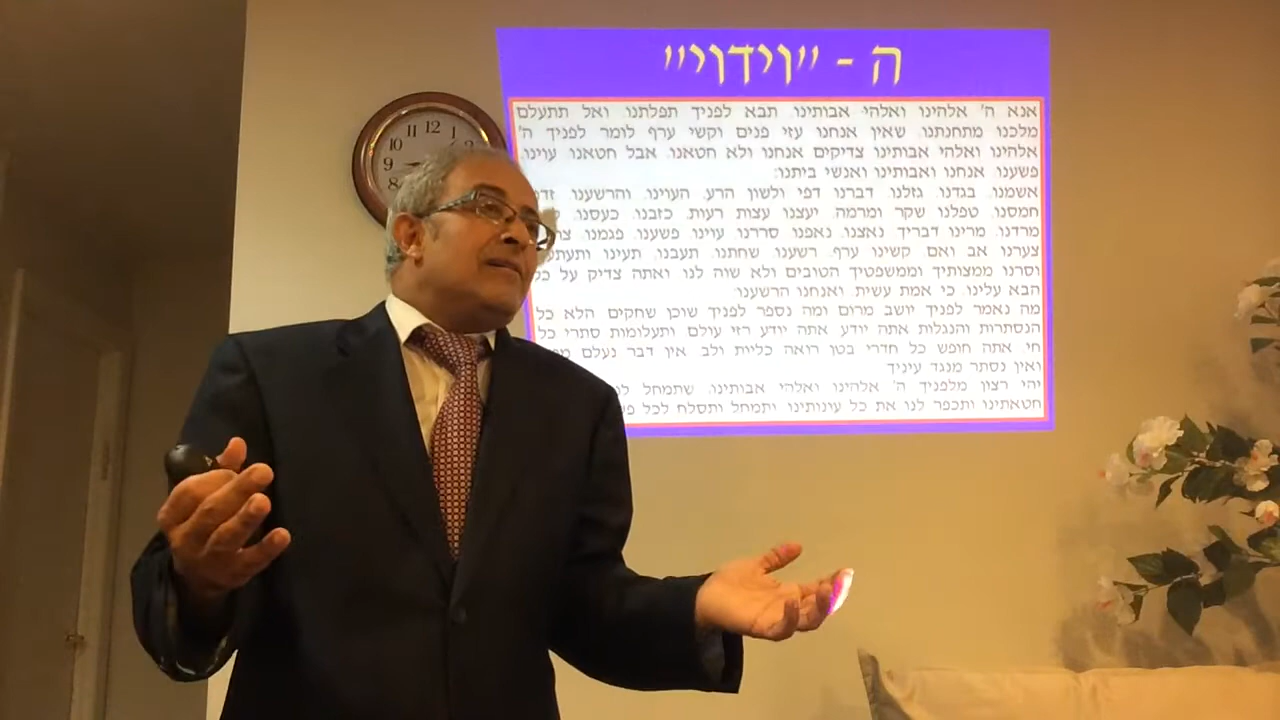 ה - "וידוי"
אנא ה' אלהינו ואלהי אבותינו, תבא לפניך תפלתנו, ואל תתעלם
מלכנו מתחנתנו, שאין אנחנו עזי פנים וקשי ערף לומר לפניך ה'
אלהינו ואלהי אבותינו צדיקים אנחנו ולא חטאנו, אבל חטאנו, עוינו,
פשענו, אנחנו ואבותינו ואנשי ביתנו:
אשמנו, בגדנו, גזלנו, דברנו דפי ולשון הרע, העוינו, והרשענו,
חמסנו, טפלנו שקר ומרמה, יעצנו עצות רעות, כזבנו, כעסנו,
מרדנו, מרינו דבריך, נאצנו, נאפנו, סררנו, עוינו, פשענו, פגמנו,
צערנו אב ואם, קשינו ערף, רשענו, שחתנו, תעבנו, תעינו
וסרנו ממצותיך וממשפטיך הטובים ולא שוה לנו, ואתה צדיק על כל
הבא עלינו, כי אמת עשית, ואנחנו הרשענו:
מה נאמר לפניך יושב מרום ומה נספר לפניך שוכן שחקים הלא כל
הנסתרות והנגלות אתה יודע, אתה יודע רזי עולם ותעלומות סתרי כל
חי, אתה חופש כל חדרי בטן רואה כליות ולב, אין דבר נעלם
ואין נסתר מנגד עיניך
יהי רצון מלפניך ה' אלהינו ואלהי אבותינו, שתמחל
חטאתינו ותכפר לנו את כל עונותינו, ותמחל ותסלח לכל
12 1
10
9
8